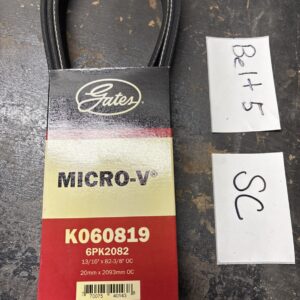 Gates
MICRO-V®
K060819
6PK2082
13/16" x 82-3/8" OC
20mm x 2093mm OC
Belt 5
SC